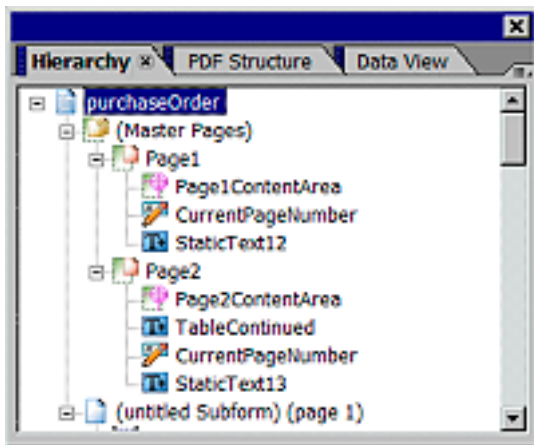 Hierarchy PDF Structure Data View
purchaseOrder
(Master Pages)
Page1
Page1ContentArea
CurrentPageNumber
StaticText12
Page2
Page2ContentArea
TableContinued
CurrentPageNumber
StaticText13
(untitled Subform) (page 1)